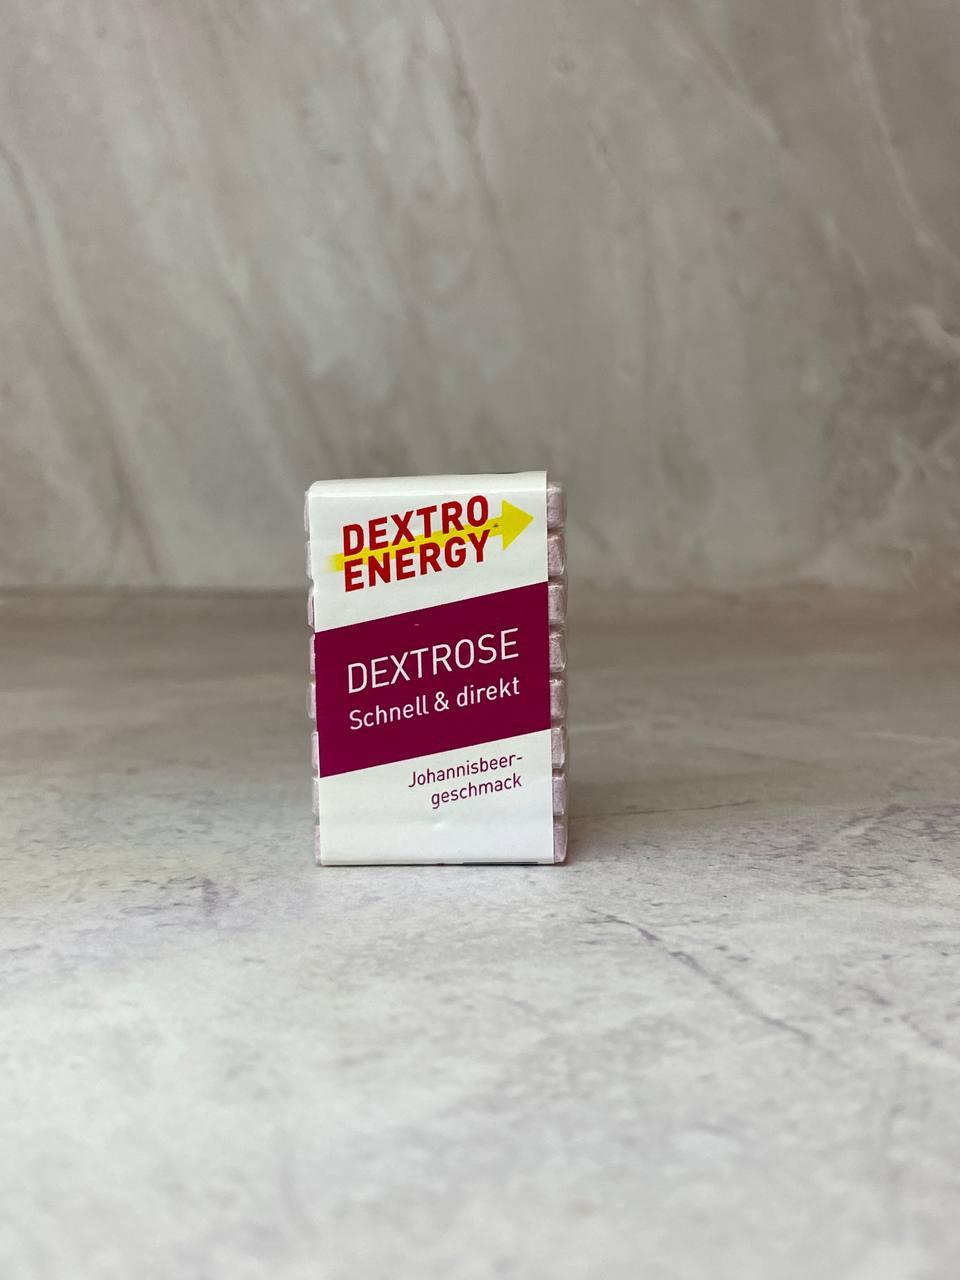 DEXTRO
ENERGY
DEXTROSE
Schnell & direkt
Johannisbeer-
geschmack